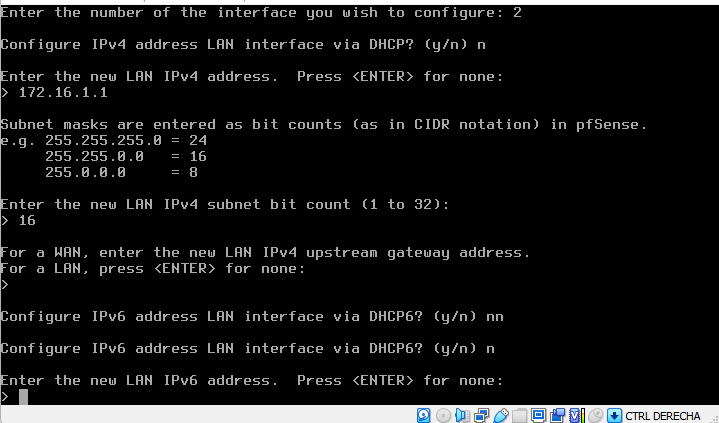 Enter the number of the interface you wish to configure: 2
Configure IPv4 address LAN interface via DHCP? (y/n) n
Enter the new LAN IPv4 address.  Press <ENTER> for none:
> 172.16.1.1
Subnet masks are entered as bit counts (as in CIDR notation) in pfSense.
e.g. 255.255.255.0 = 24
     255.255.0.0   = 16
     255.0.0.0     = 8
Enter the new LAN IPv4 subnet bit count (1 to 32):
> 16
For a WAN, enter the new LAN IPv4 upstream gateway address.
For a LAN, press <ENTER> for none:
>
Configure IPv6 address LAN interface via DHCP6? (y/n) nn
Configure IPv6 address LAN interface via DHCP6? (y/n) n
Enter the new LAN IPv6 address.  Press <ENTER> for none:
>
CTRL DERECHA